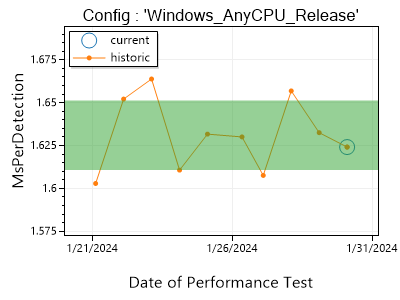 Config : 'Windows_AnyCPU_Release'
current
historic
MsPerDetection
1.675
1.65
1.625
1.6
1.575
1/21/2024
1/26/2024
1/31/2024
Date of Performance Test